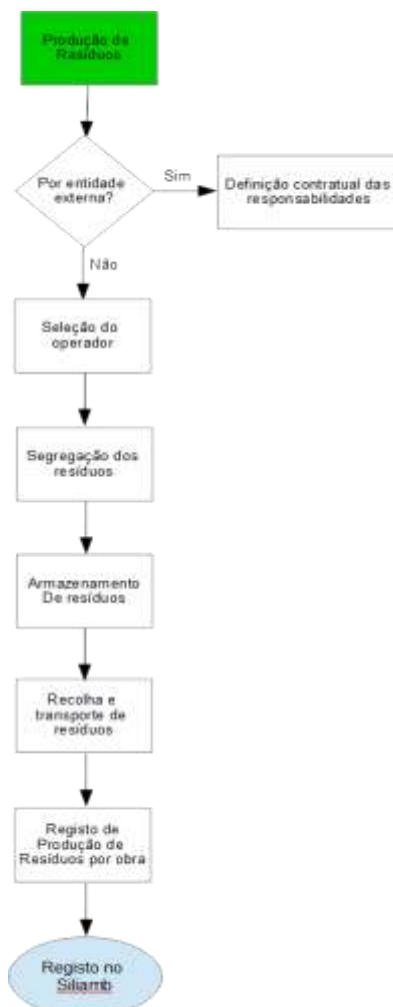 Produção de
Resíduos
Por entidade
externa?
Sim
Definição contratual das
responsabilidades
Não
Seleção do
operador
Segregação dos
resíduos
Armazenamento
De resíduos
Recolha e
transporte de
resíduos
Registo de
Produção de
Resíduos por obra
Registo no
Siliamb